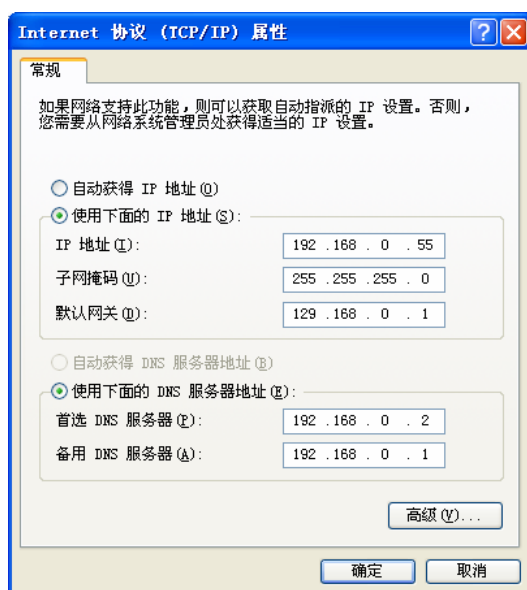 Internet 协议 (TCP/IP) 属性
常规
如果网络支持此功能，则可以获取自动指派的 IP 设置。否则，
您需要从网络系统管理员处获得适当的 IP 设置。
自动获得 IP 地址(O)
使用下面的 IP 地址(S):
IP 地址(I): 192 .168 . 0 . 55
子网掩码(U): 255 .255 .255 . 0
默认网关(D): 129 .168 . 0 . 1
自动获得 DNS 服务器地址(B)
使用下面的 DNS 服务器地址(E):
首选 DNS 服务器(P): 192 .168 . 0 . 2
备用 DNS 服务器(A): 192 .168 . 0 . 1
高级(V)...
确定 取消